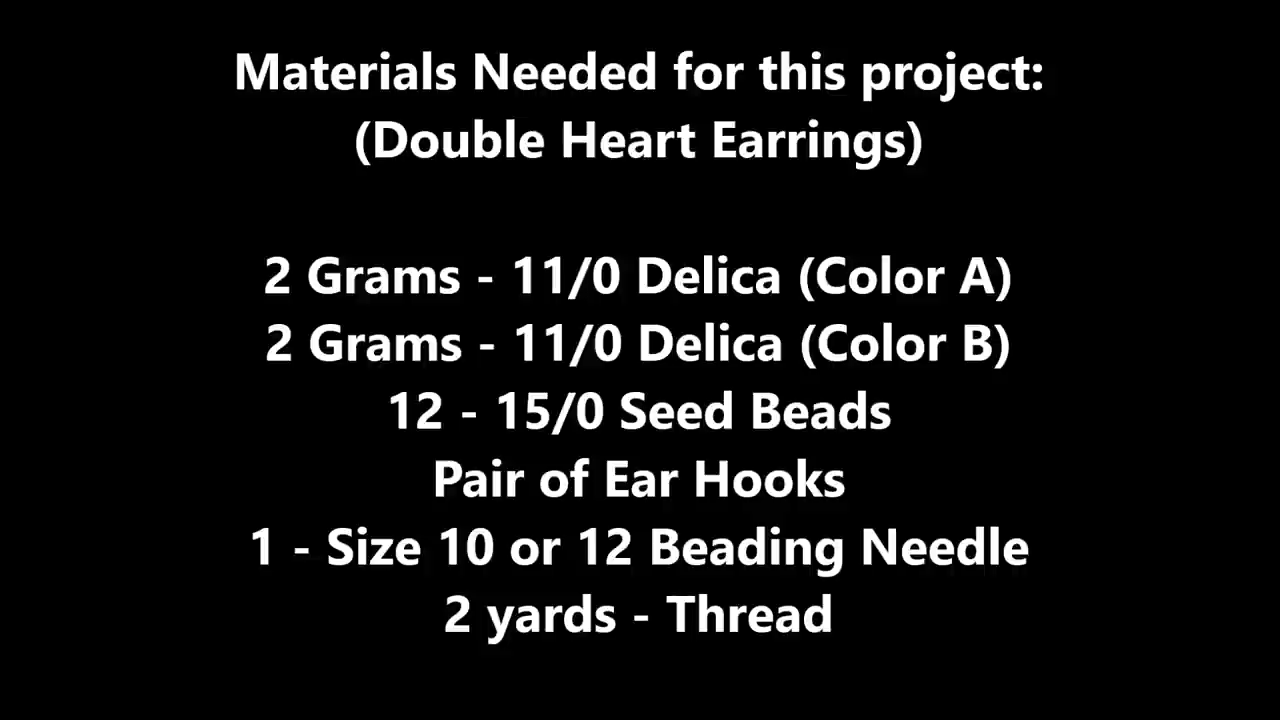 Materials Needed for this project:
(Double Heart Earrings)
2 Grams - 11/0 Delica (Color A)
2 Grams - 11/0 Delica (Color B)
12 - 15/0 Seed Beads
Pair of Ear Hooks
1 - Size 10 or 12 Beading Needle
2 yards - Thread